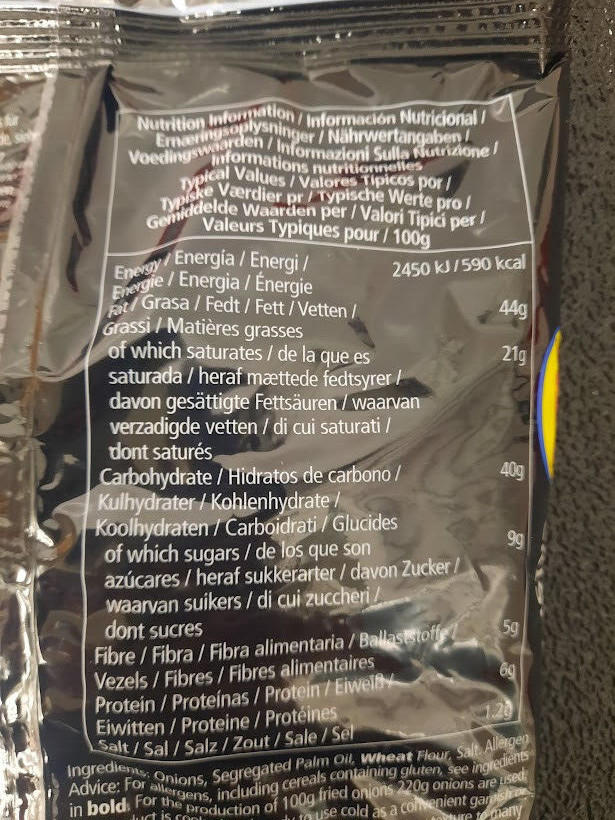 Nutrition Information / Información Nutricional /
Ernæringsoplysninger / Nährwertangaben /
Voedingswaarden / Informazioni Sulla Nutrizione /
Informations nutritionnelles
Typical Values / Valores Típicos por /
Typiske Værdier pr / Typische Werte pro /
Gemiddelde Waarden per / Valori Tipici per /
Valeurs Typiques pour / 100g
Energy / Energía / Energi / 2450 kJ / 590 kcal
Energie / Energia / Énergie
Fat / Grasa / Fedt / Fett / Vetten / 44g
Grassi / Matières grasses
of which saturates / de la que es 21g
saturada / heraf mættede fedtsyrer /
davon gesättigte Fettsäuren / waarvan
verzadigde vetten / di cui saturati /
dont saturés
Carbohydrate / Hidratos de carbono / 40g
Kulhydrater / Kohlenhydrate /
Koolhydraten / Carboidrati / Glucides
of which sugars / de los que son 9g
azúcares / heraf sukkerarter / davon Zucker /
waarvan suikers / di cui zuccheri /
dont sucres
Fibre / Fibra / Fibra alimentaria / Ballaststoffe / 5g
Vezels / Fibres / Fibres alimentaires
Protein / Proteínas / Protein / Eiweiß / 6g
Eiwitten / Proteine / Protéines
Salt / Sal / Salz / Zout / Sale / Sel 1.2g
Ingredients: Onions, Segregated Palm Oil, Wheat Flour, Salt. Allergen
Advice: For allergens, including cereals containing gluten, see ingredients
in bold. For the production of 100g fried onions 220g onions are used.
use cold as a convenient garnish or
many